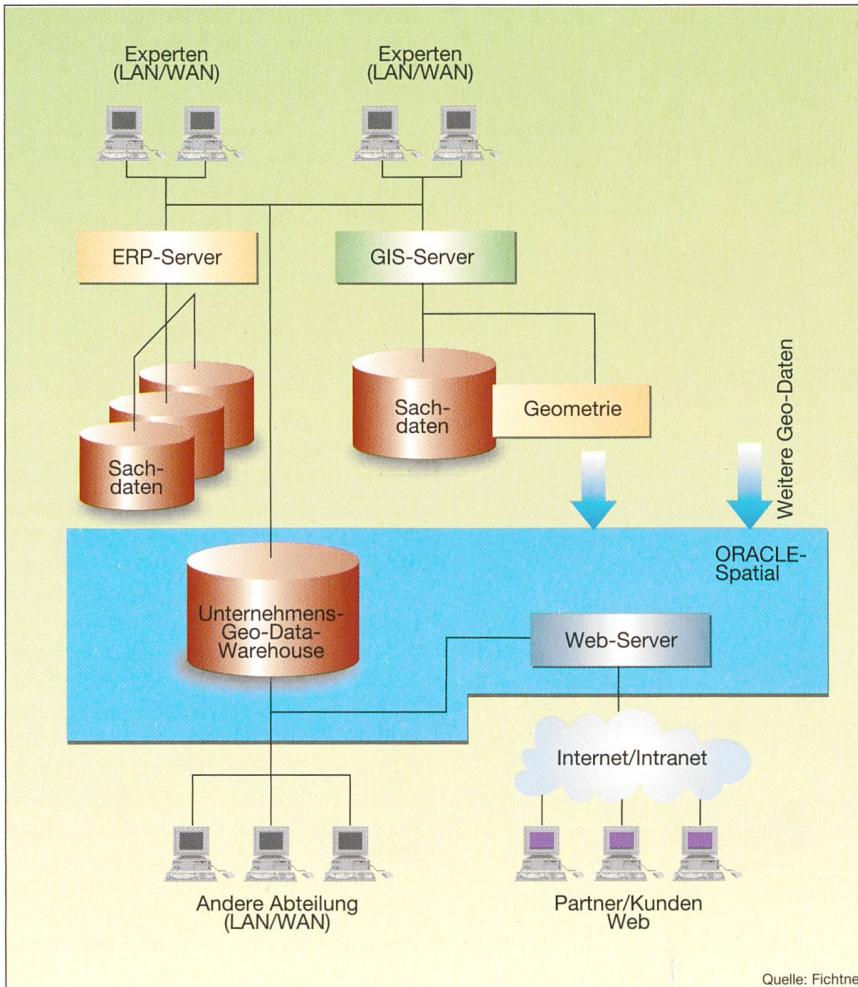 Experten
(LAN/WAN)
Experten
(LAN/WAN)
ERP-Server
GIS-Server
Sach-
daten
Sach-
daten
Geometrie
Weitere Geo-Daten
ORACLE-
Spatial
Unternehmens-
Geo-Data-
Warehouse
Web-Server
Internet/Intranet
Andere Abteilung
(LAN/WAN)
Partner/Kunden
Web
Quelle: Fichtne